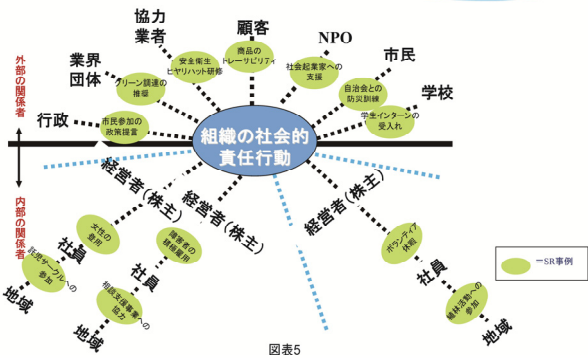 協力
業者
顧客
NPO
市民
学校
業界
団体
行政
外部の関係者
内部の関係者
安全衛生
ヒヤリハット研修
商品の
トレーサビリティ
社会起業家への
支援
自治会との
防災訓練
学生インターンの
受入れ
グリーン調達の
推奨
市民参加の
政策提言
組織の社会的
責任行動
経営者(株主)
経営者(株主)
経営者(株主)
女性の
登用
障害者の
積極雇用
ボランティア
休暇
社員
社員
社員
託児サークルへの
参加
相談支援事業への
協力
植林活動への
参加
地域
地域
地域
ーSR事例
図表5